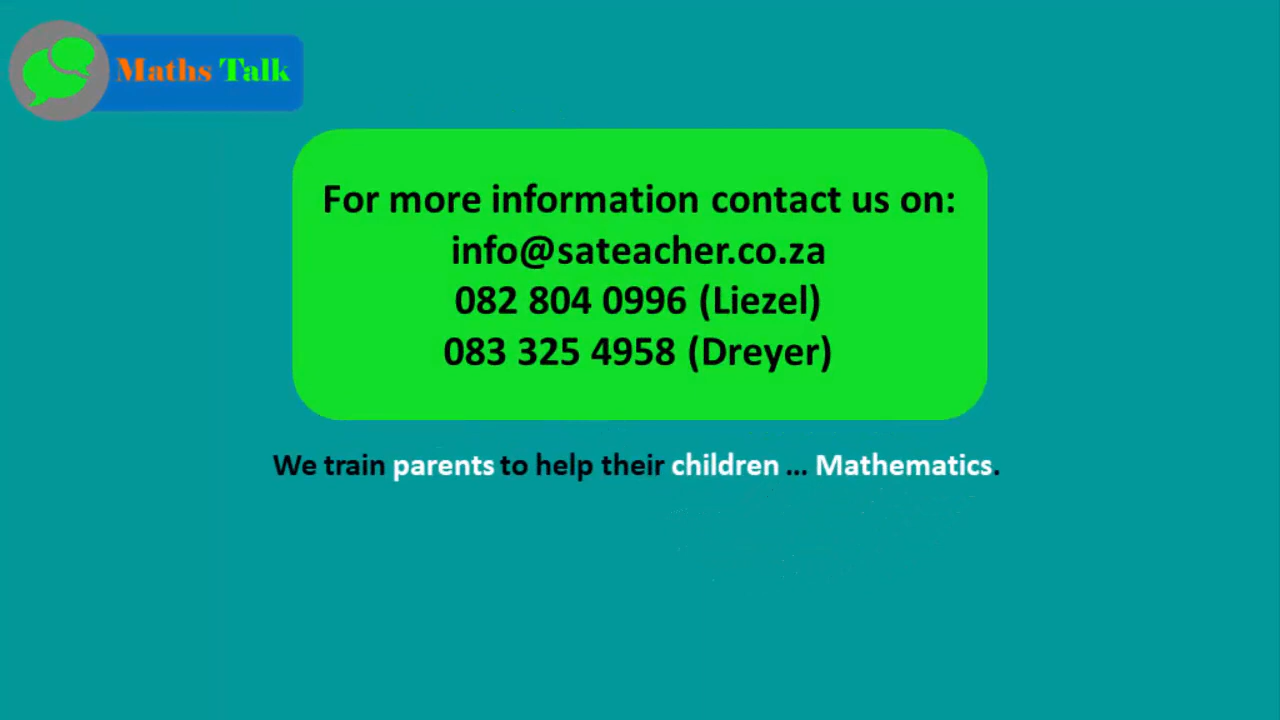 Maths Talk
For more information contact us on:
info@sateacher.co.za
082 804 0996 (Liezel)
083 325 4958 (Dreyer)
We train parents to help their children ... Mathematics.